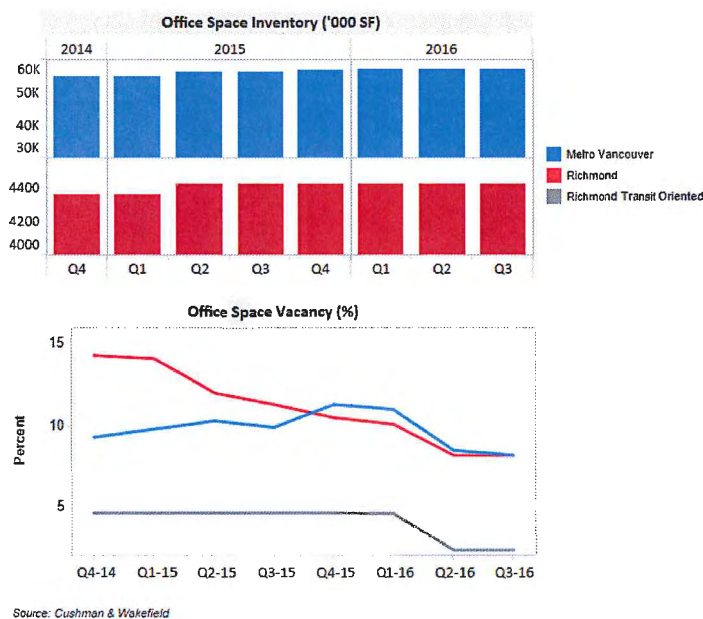 Office Space Inventory ('000 SF)
2014 2015 2016
60K
50K
40K
30K
4400
4200
4000
Q4 Q1 Q2 Q3 Q4 Q1 Q2 Q3
Metro Vancouver
Richmond
Richmond Transit Oriented
Office Space Vacancy (%)
15
10
5
Percent
Q4-14 Q1-15 Q2-15 Q3-15 Q4-15 Q1-16 Q2-16 Q3-16
Source: Cushman & Wakefield